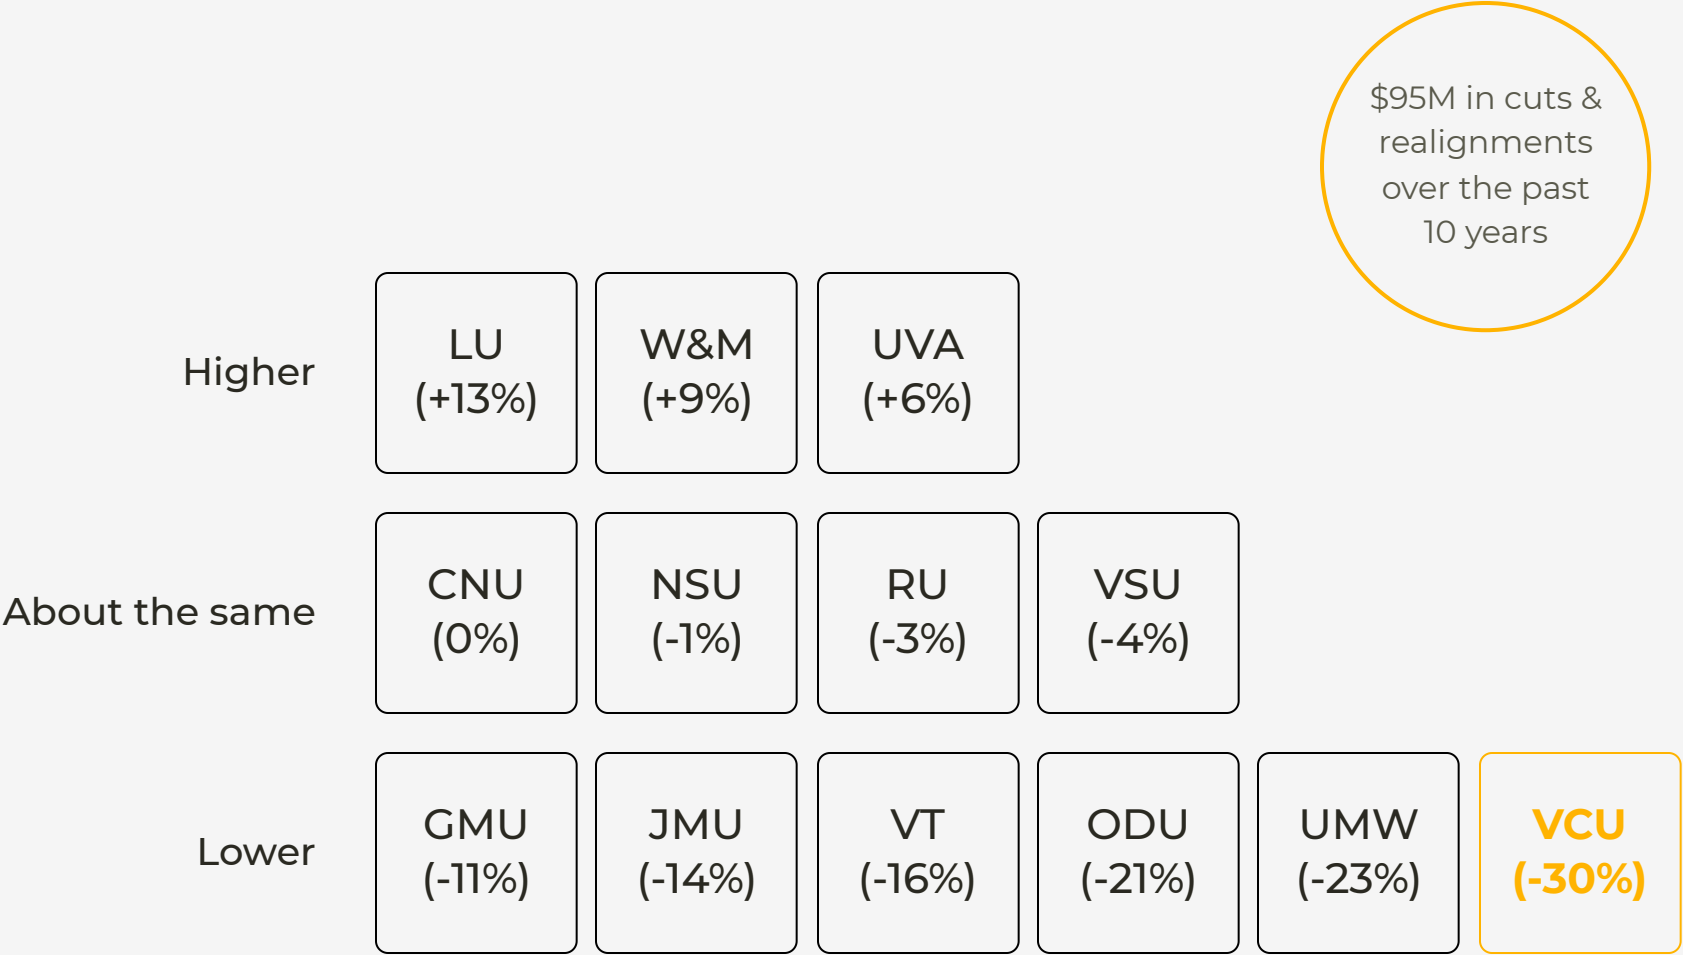 $95M in cuts &
realignments
over the past
10 years
Higher
LU
(+13%)
W&M
(+9%)
UVA
(+6%)
About the same
CNU
(0%)
NSU
(-1%)
RU
(-3%)
VSU
(-4%)
Lower
GMU
(-11%)
JMU
(-14%)
VT
(-16%)
ODU
(-21%)
UMW
(-23%)
VCU
(-30%)